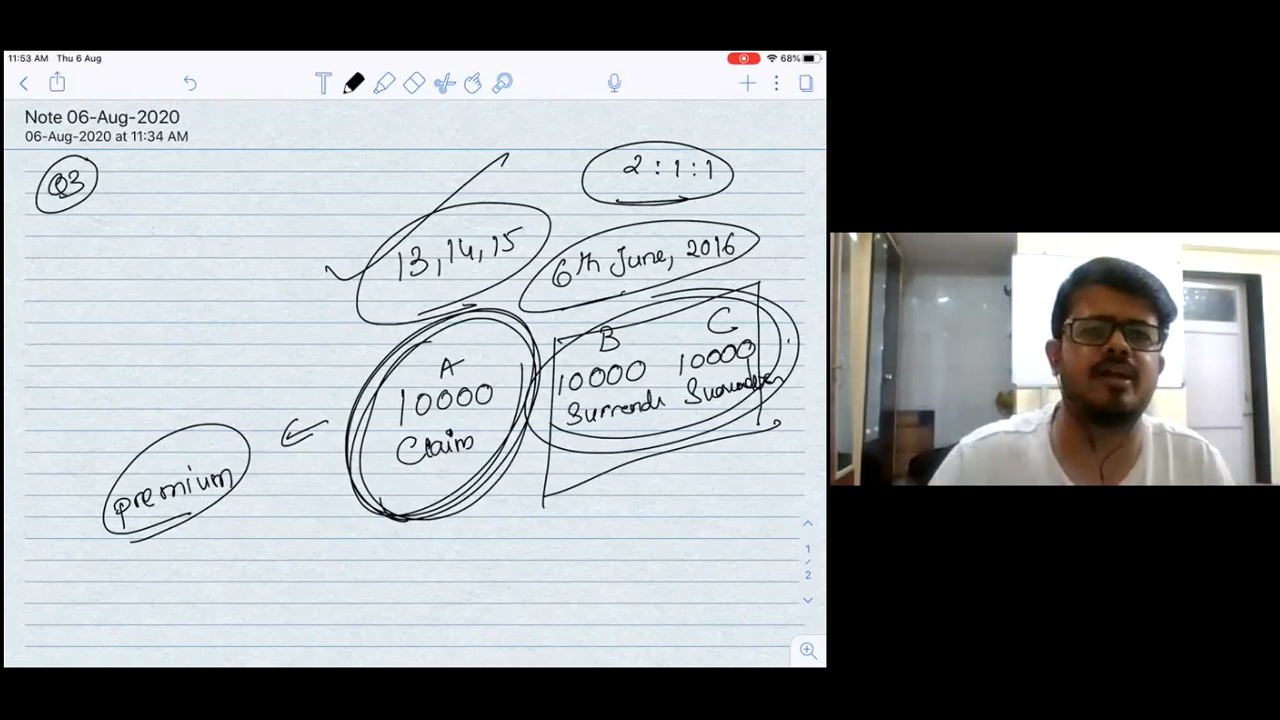 11:53 AM Thu 6 Aug
68%
T
Note 06-Aug-2020
06-Aug-2020 at 11:34 AM
Q3
2 : 1 : 1
13, 14, 15
6th June, 2016
A
10000
Claim
B
10000
Surrende
C
10000
premium
1
/
2